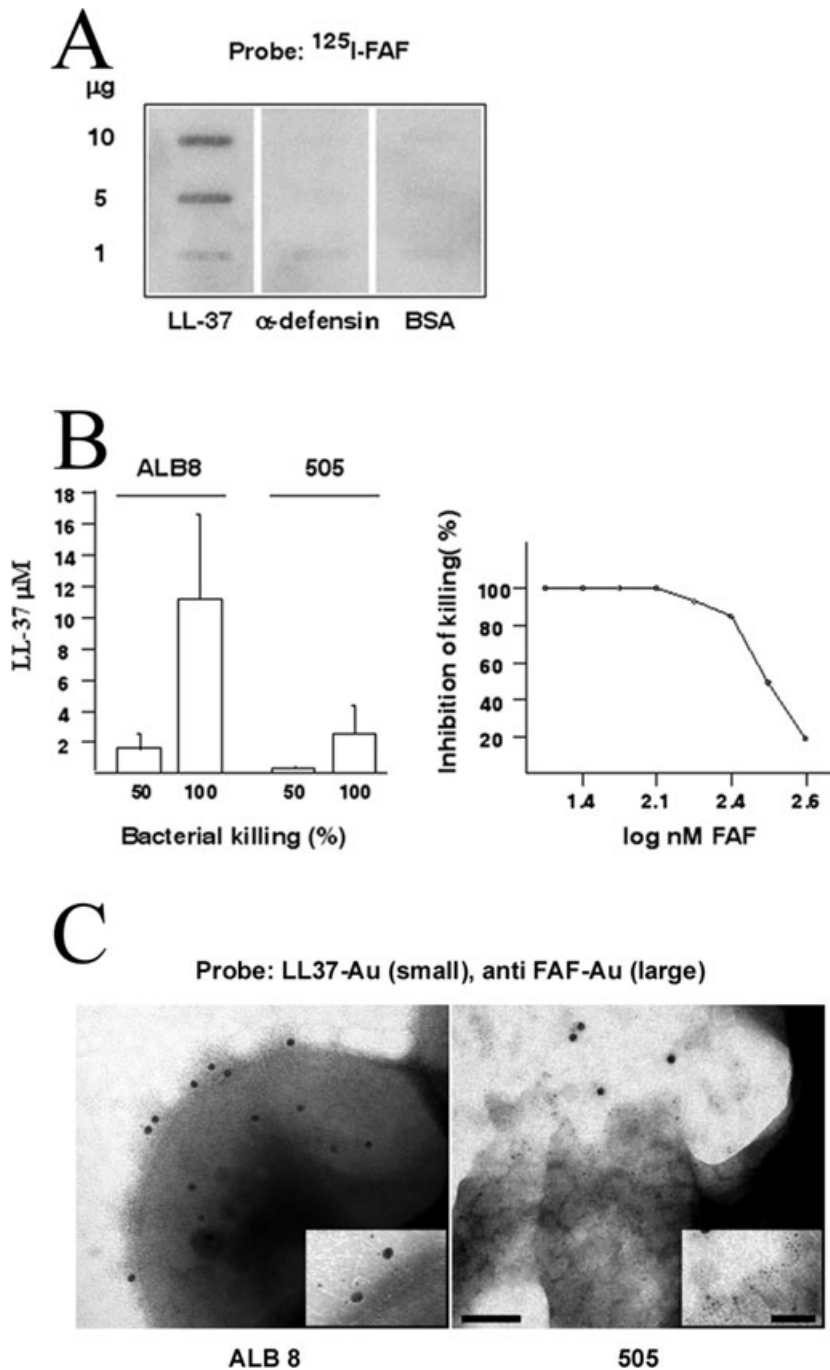 A
Probe: ¹²⁵I-FAF
µg
10
5
1
LL-37 α-defensin BSA
B
ALB8 505
18
16
14
12
10
8
6
4
2
LL-37 µM
50 100 50 100
Bacterial killing (%)
Inhibition of killing( %)
100
80
60
40
20
1.4 2.1 2.4 2.6
log nM FAF
C
Probe: LL37-Au (small), anti FAF-Au (large)
ALB 8 505